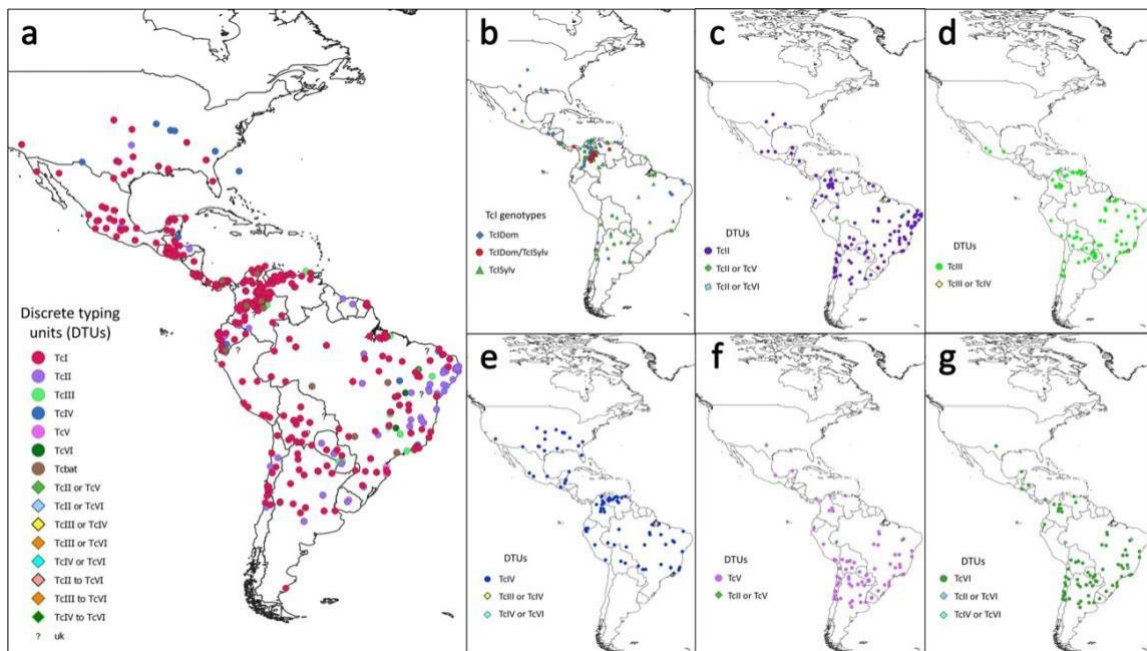 a
Discrete typing
units (DTUs)
TcI
TcII
TcIII
TcIV
TcV
TcVI
Tcbat
TcII or TcV
TcII or TcVI
TcIII or TcIV
TcIII or TcVI
TcIV or TcVI
TcII to TcVI
TcIII to TcVI
TcIV to TcVI
? uk
?
?
?
b
TcI genotypes
TcIDom
TcIDom/TcISylv
TcISylv
c
DTUs
TcII
TcII or TcV
TcII or TcVI
d
DTUs
TcIII
TcIII or TcIV
e
DTUs
TcIV
TcIII or TcIV
TcIV or TcVI
f
DTUs
TcV
TcII or TcV
g
DTUs
TcVI
TcII or TcVI
TcIV or TcVI